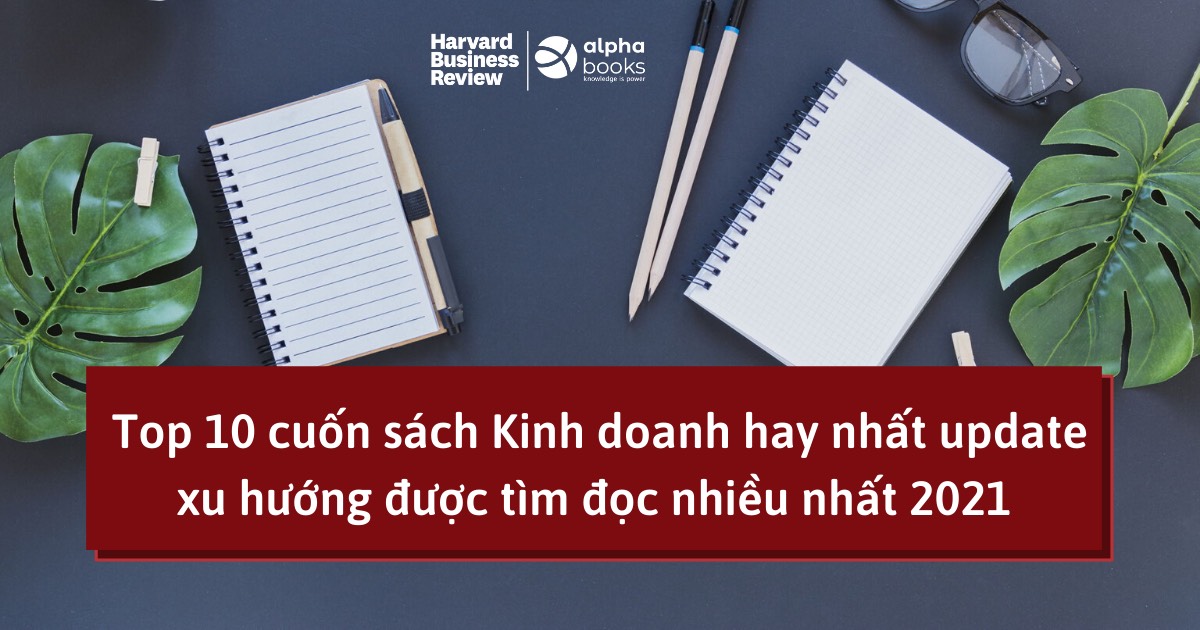 Harvard
Business
Review
alpha
books
knowledge is power
Top 10 cuốn sách Kinh doanh hay nhất update
xu hướng được tìm đọc nhiều nhất 2021